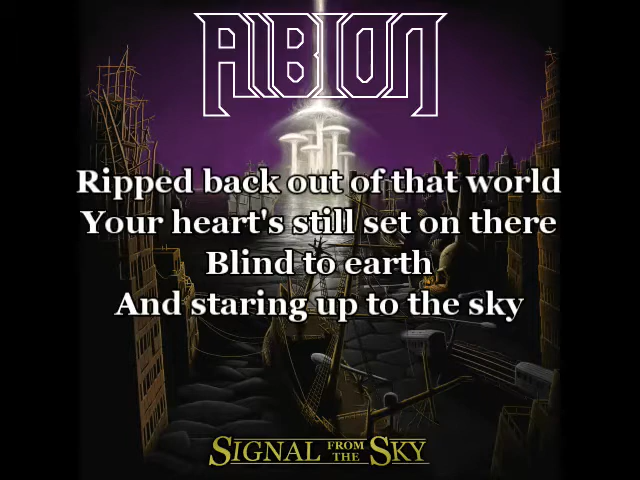 ALBION
Ripped back out of that world
Your heart's still set on there
Blind to earth
And staring up to the sky
SIGNAL FROM THE SKY